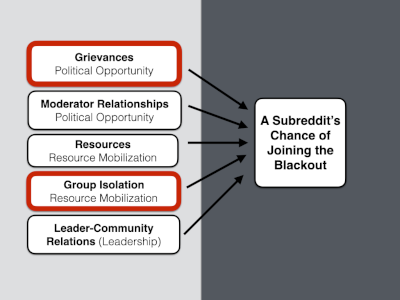 Grievances
Political Opportunity
Moderator Relationships
Political Opportunity
Resources
Resource Mobilization
Group Isolation
Resource Mobilization
Leader-Community
Relations (Leadership)
A Subreddit's
Chance of
Joining the
Blackout